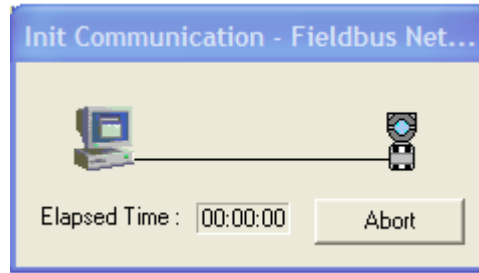 Init Communication - Fieldbus Net...
Elapsed Time : 00:00:00 Abort